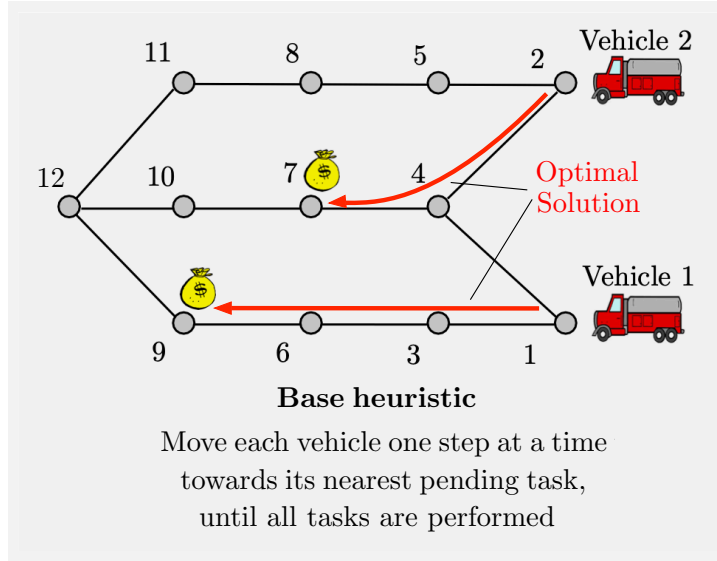 Vehicle 2
11
8
5
2
12
10
7
4
Optimal
Solution
Vehicle 1
9
6
3
1
Base heuristic
Move each vehicle one step at a time
towards its nearest pending task,
until all tasks are performed
$
$